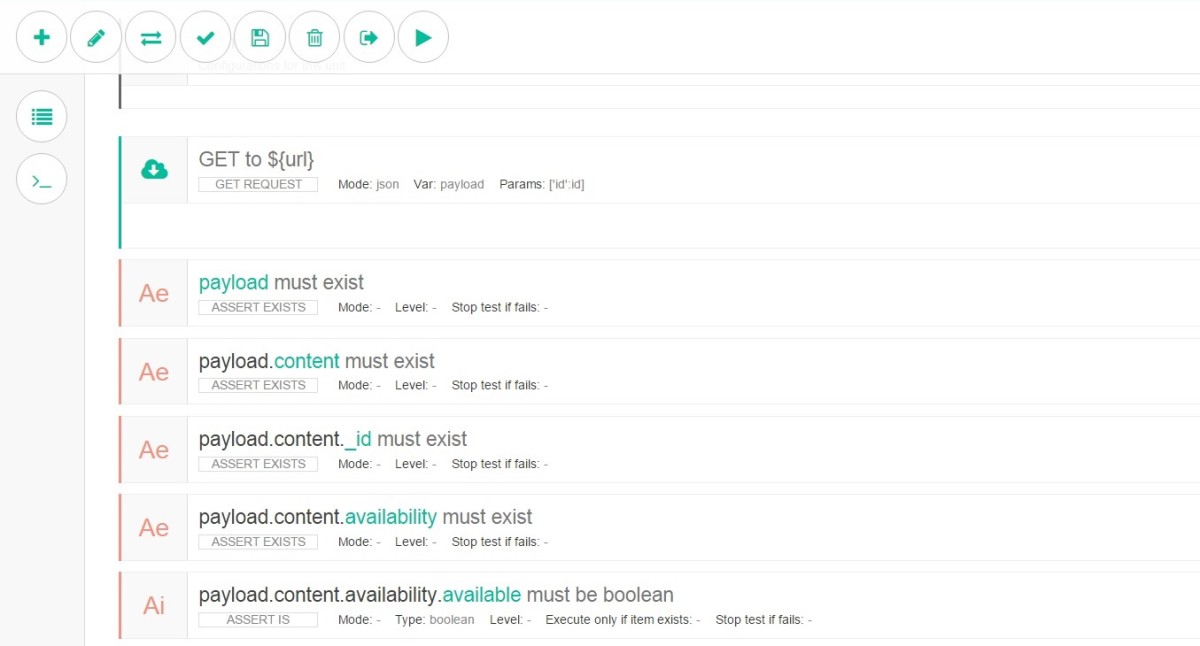 Configurations for this unit
GET to ${url}
GET REQUEST Mode: json Var: payload Params: ['id':id]
Ae payload must exist
ASSERT EXISTS Mode: - Level: - Stop test if fails: -
Ae payload.content must exist
ASSERT EXISTS Mode: - Level: - Stop test if fails: -
Ae payload.content._id must exist
ASSERT EXISTS Mode: - Level: - Stop test if fails: -
Ae payload.content.availability must exist
ASSERT EXISTS Mode: - Level: - Stop test if fails: -
Ai payload.content.availability.available must be boolean
ASSERT IS Mode: - Type: boolean Level: - Execute only if item exists: - Stop test if fails: -